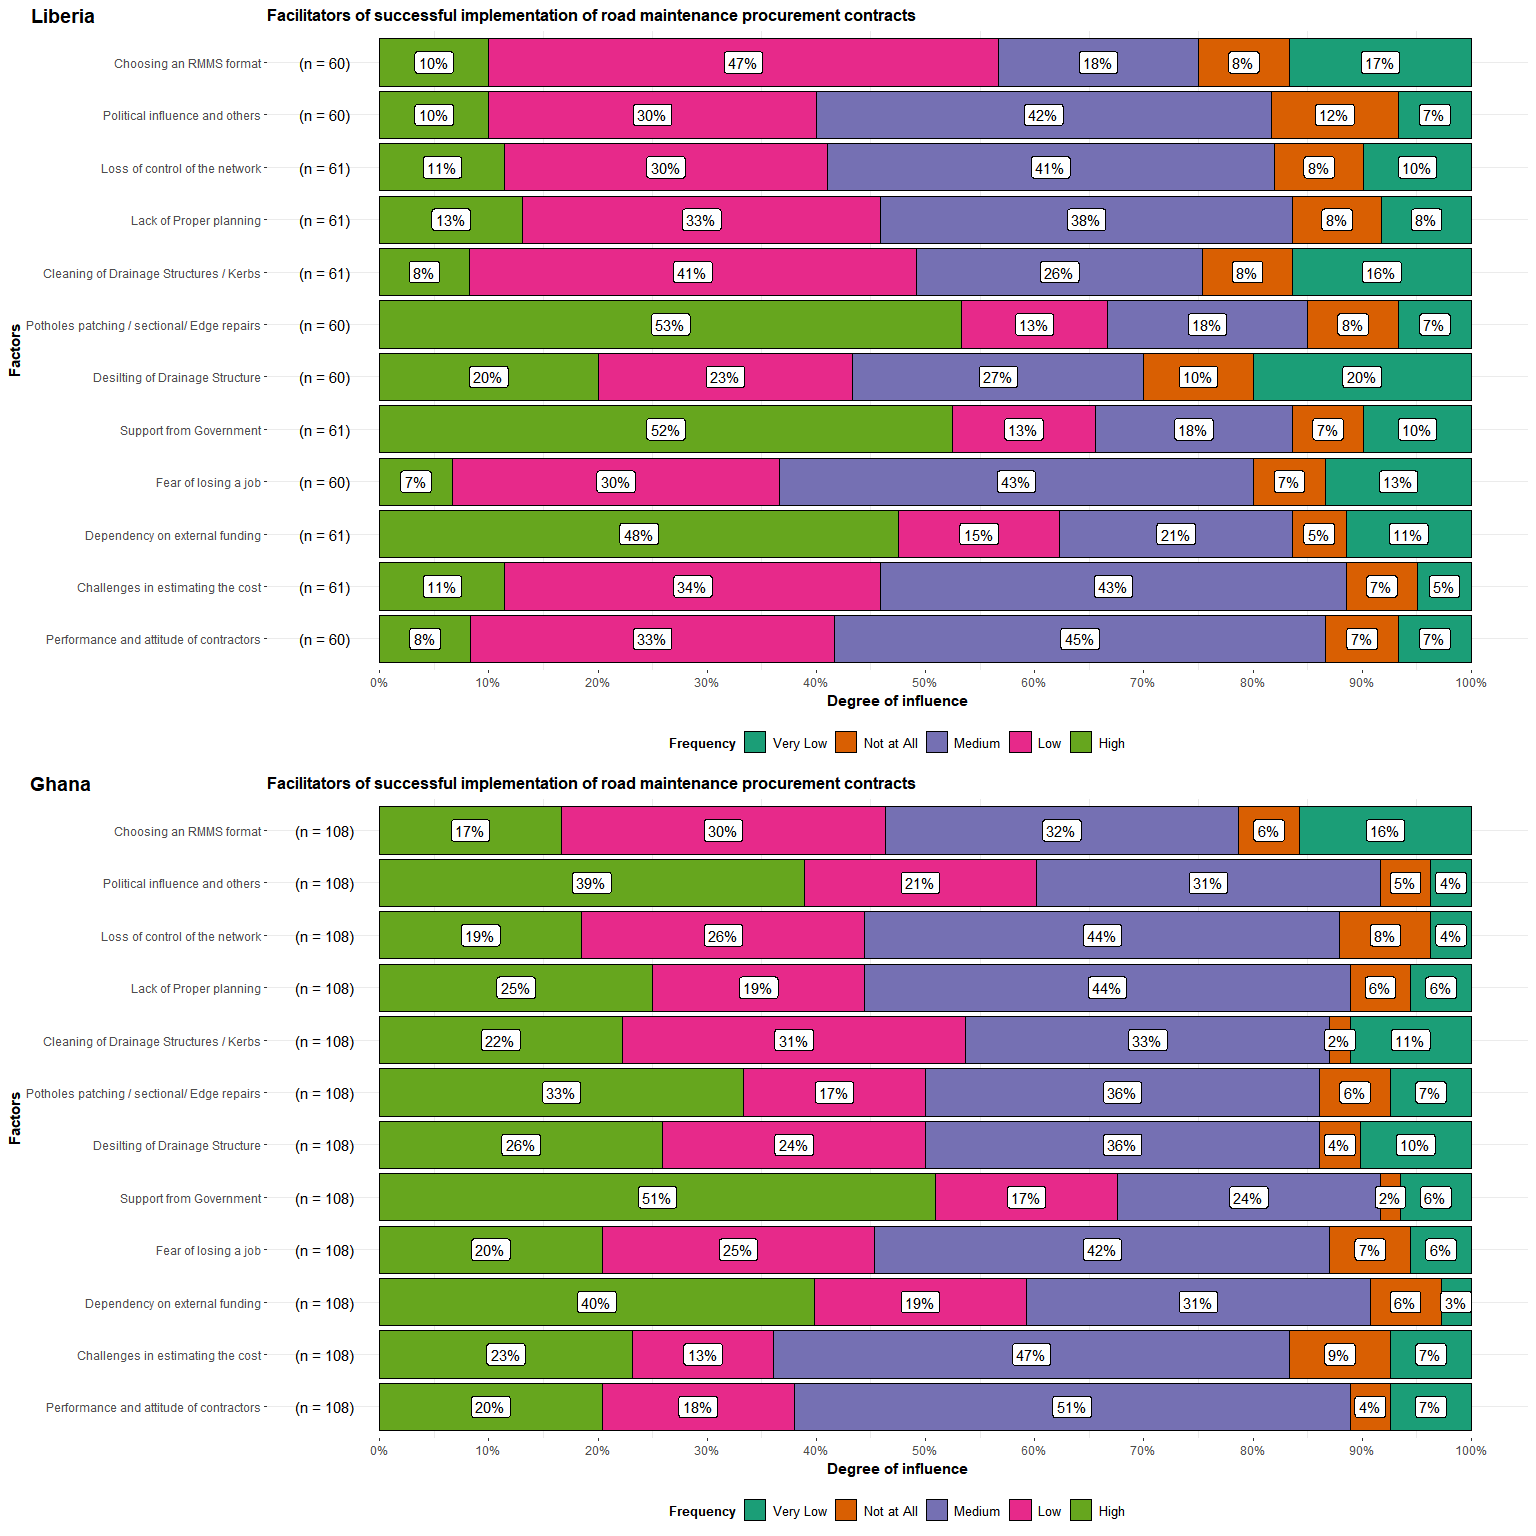 Liberia Facilitators of successful implementation of road maintenance procurement contracts
Choosing an RMMS format (n = 60) 10% 47% 18% 8% 17%
Political influence and others (n = 60) 10% 30% 42% 12% 7%
Loss of control of the network (n = 61) 11% 30% 41% 8% 10%
Lack of Proper planning (n = 61) 13% 33% 38% 8% 8%
Cleaning of Drainage Structures / Kerbs (n = 61) 8% 41% 26% 8% 16%
Potholes patching / sectional/ Edge repairs (n = 60) 53% 13% 18% 8% 7%
Desilting of Drainage Structure (n = 60) 20% 23% 27% 10% 20%
Support from Government (n = 61) 52% 13% 18% 7% 10%
Fear of losing a job (n = 60) 7% 30% 43% 7% 13%
Dependency on external funding (n = 61) 48% 15% 21% 5% 11%
Challenges in estimating the cost (n = 61) 11% 34% 43% 7% 5%
Performance and attitude of contractors (n = 60) 8% 33% 45% 7% 7%
Factors
0% 10% 20% 30% 40% 50% 60% 70% 80% 90% 100%
Degree of influence
Frequency Very Low Not at All Medium Low High
Ghana Facilitators of successful implementation of road maintenance procurement contracts
Choosing an RMMS format (n = 108) 17% 30% 32% 6% 16%
Political influence and others (n = 108) 39% 21% 31% 5% 4%
Loss of control of the network (n = 108) 19% 26% 44% 8% 4%
Lack of Proper planning (n = 108) 25% 19% 44% 6% 6%
Cleaning of Drainage Structures / Kerbs (n = 108) 22% 31% 33% 2% 11%
Potholes patching / sectional/ Edge repairs (n = 108) 33% 17% 36% 6% 7%
Desilting of Drainage Structure (n = 108) 26% 24% 36% 4% 10%
Support from Government (n = 108) 51% 17% 24% 2% 6%
Fear of losing a job (n = 108) 20% 25% 42% 7% 6%
Dependency on external funding (n = 108) 40% 19% 31% 6% 3%
Challenges in estimating the cost (n = 108) 23% 13% 47% 9% 7%
Performance and attitude of contractors (n = 108) 20% 18% 51% 4% 7%
Factors
0% 10% 20% 30% 40% 50% 60% 70% 80% 90% 100%
Degree of influence
Frequency Very Low Not at All Medium Low High